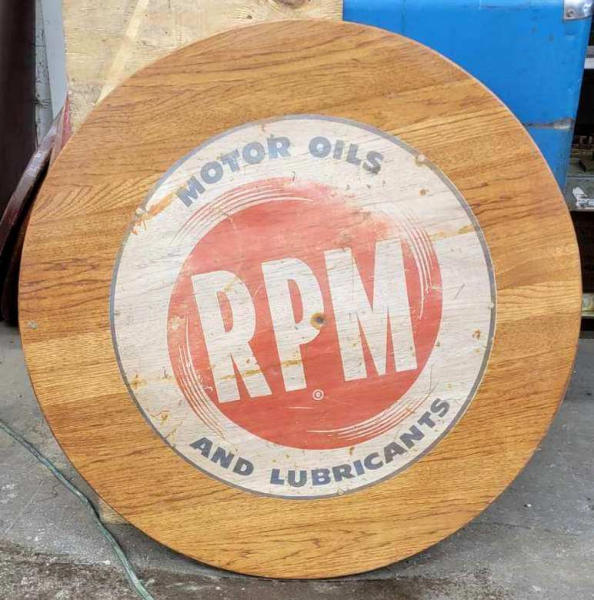 MOTOR OILS
RPM
®
AND LUBRICANTS